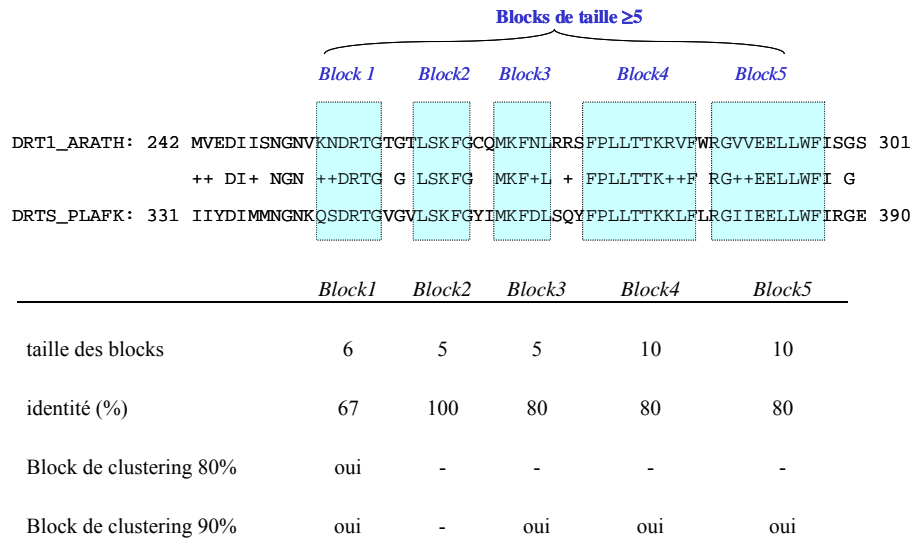 Blocks de taille ≥5
Block 1 Block2 Block3 Block4 Block5
DRT1_ARATH: 242 MVEDIISNGNVKNDRTGTGTLSKFGCQMKFNLRRSFPLLTTKRVFWRGVVEELLWFISGS 301
++ DI+ NGN ++DRTG G LSKFG MKF+L + FPLLTTK++F RG++EELLWFI G
DRTS_PLAFK: 331 IIYDIMMNGNKQSDRTGVGVLSKFGYIMKFDLSQYFPLLTTKKLFLRGIIEELLWFIRGE 390
Block1 Block2 Block3 Block4 Block5
taille des blocks 6 5 5 10 10
identité (%) 67 100 80 80 80
Block de clustering 80% oui - - - -
Block de clustering 90% oui - oui oui oui